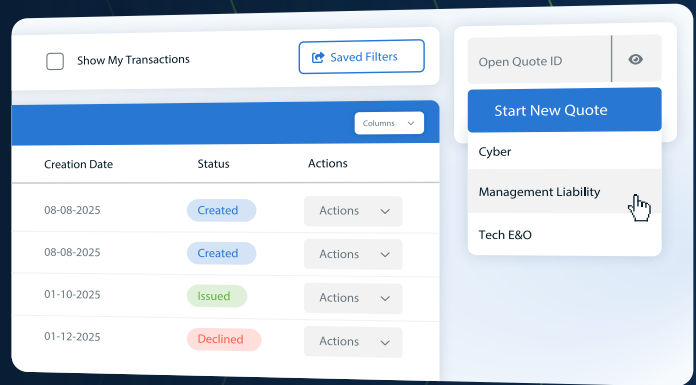 Show My Transactions
Saved Filters
Columns
Creation Date Status Actions
08-08-2025 Created Actions
08-08-2025 Created Actions
01-10-2025 Issued Actions
01-12-2025 Declined Actions
Open Quote ID
Start New Quote
Cyber
Management Liability
Tech E&O